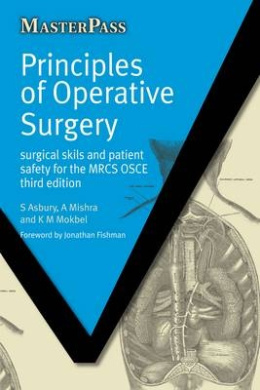 MASTERPASS
Principles
of Operative
Surgery
surgical skils and patient
safety for the MRCS OSCE
third edition
S Asbury, A Mishra
and K M Mokbel
Foreword by Jonathan Fishman